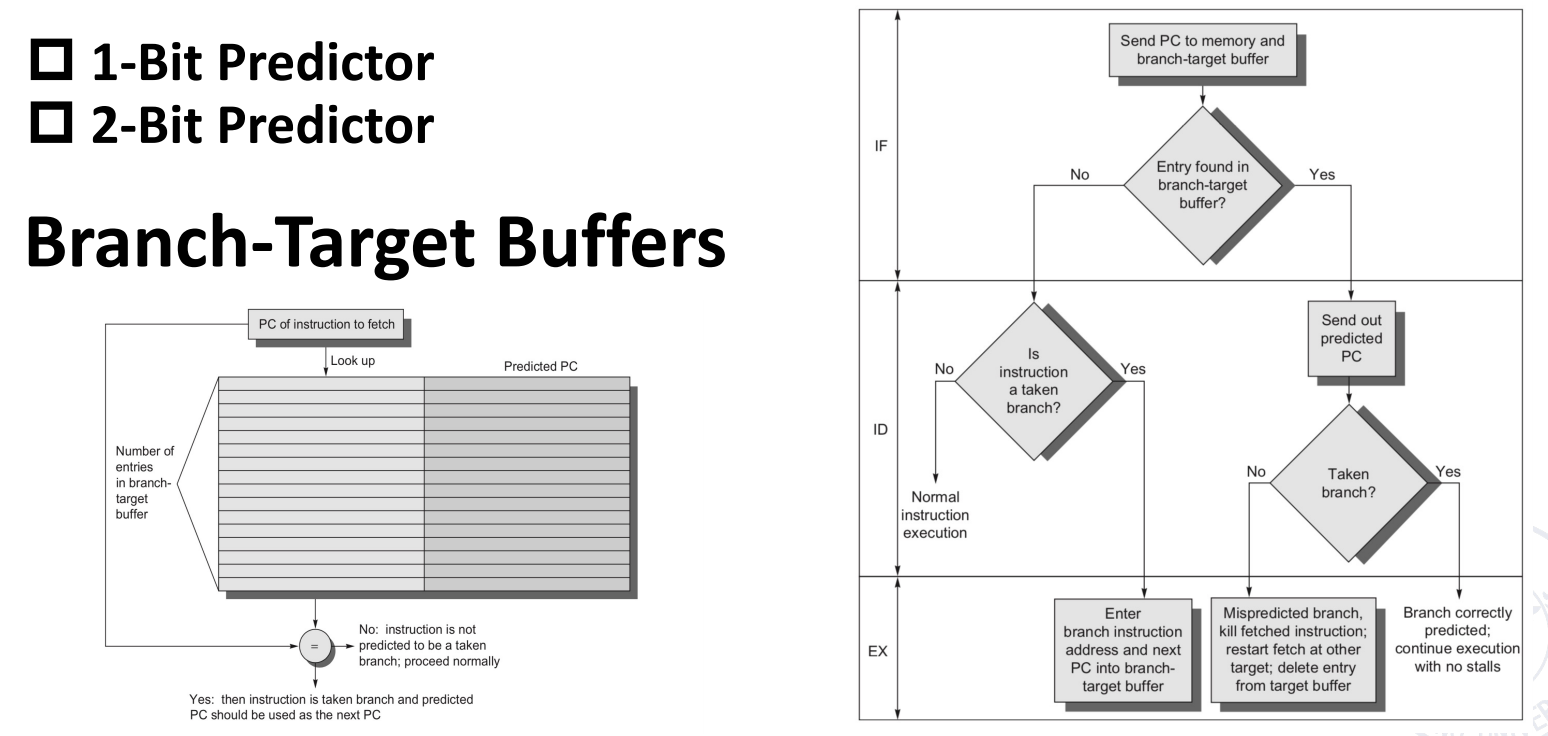 1-Bit Predictor
2-Bit Predictor
Branch-Target Buffers
PC of instruction to fetch
Look up
Predicted PC
Number of
entries
in branch-
target
buffer
=
No: instruction is not
predicted to be a taken
branch; proceed normally
Yes: then instruction is taken branch and predicted
PC should be used as the next PC
IF
Send PC to memory and
branch-target buffer
Entry found in
branch-target
buffer?
No
Yes
ID
Is
instruction
a taken
branch?
No
Yes
Normal
instruction
execution
Send out
predicted
PC
Taken
branch?
No
Yes
EX
Enter
branch instruction
address and next
PC into branch-
target buffer
Mispredicted branch,
kill fetched instruction;
restart fetch at other
target; delete entry
from target buffer
Branch correctly
predicted;
continue execution
with no stalls